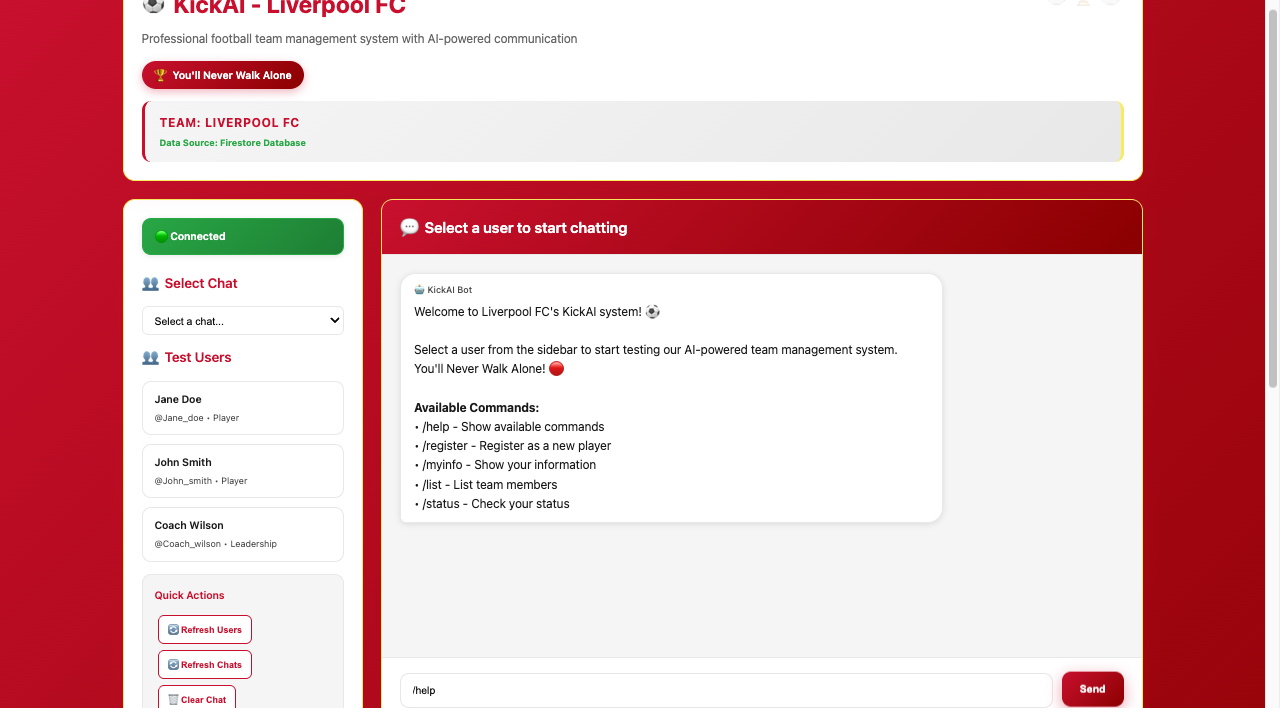 KickAI - Liverpool FC
Professional football team management system with AI-powered communication
You'll Never Walk Alone
TEAM: LIVERPOOL FC
Data Source: Firestore Database
Connected
Select Chat
Select a chat...
Test Users
Jane Doe
@Jane_doe • Player
John Smith
@John_smith • Player
Coach Wilson
@Coach_wilson • Leadership
Quick Actions
Refresh Users
Refresh Chats
Clear Chat
Select a user to start chatting
KickAI Bot
Welcome to Liverpool FC's KickAI system!
Select a user from the sidebar to start testing our AI-powered team management system.
You'll Never Walk Alone!
Available Commands:
• /help - Show available commands
• /register - Register as a new player
• /myinfo - Show your information
• /list - List team members
• /status - Check your status
/help
Send